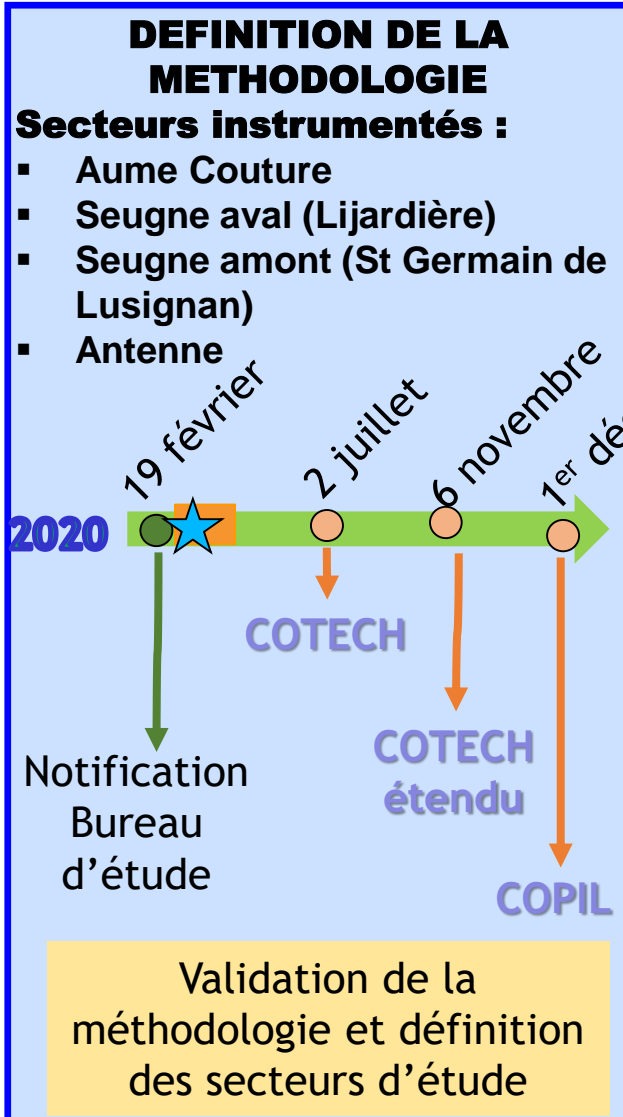 DEFINITION DE LA
METHODOLOGIE
Secteurs instrumentés :
▪ Aume Couture
▪ Seugne aval (Lijardière)
▪ Seugne amont (St Germain de
Lusignan)
▪ Antenne
19 février
2 juillet
6 novembre
1er
2020
COTECH
COTECH
étendu
Notification
Bureau
d'étude
COPIL
Validation de la
méthodologie et définition
des secteurs d'étude